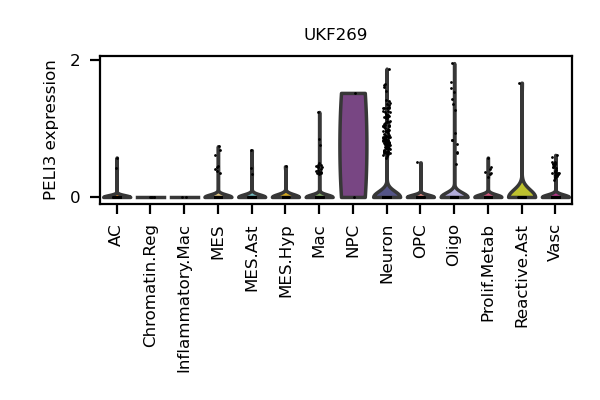 UKF269
PELI3 expression
2
0
AC
Chromatin.Reg
Inflammatory.Mac
MES
MES.Ast
MES.Hyp
Mac
NPC
Neuron
OPC
Oligo
Prolif.Metab
Reactive.Ast
Vasc